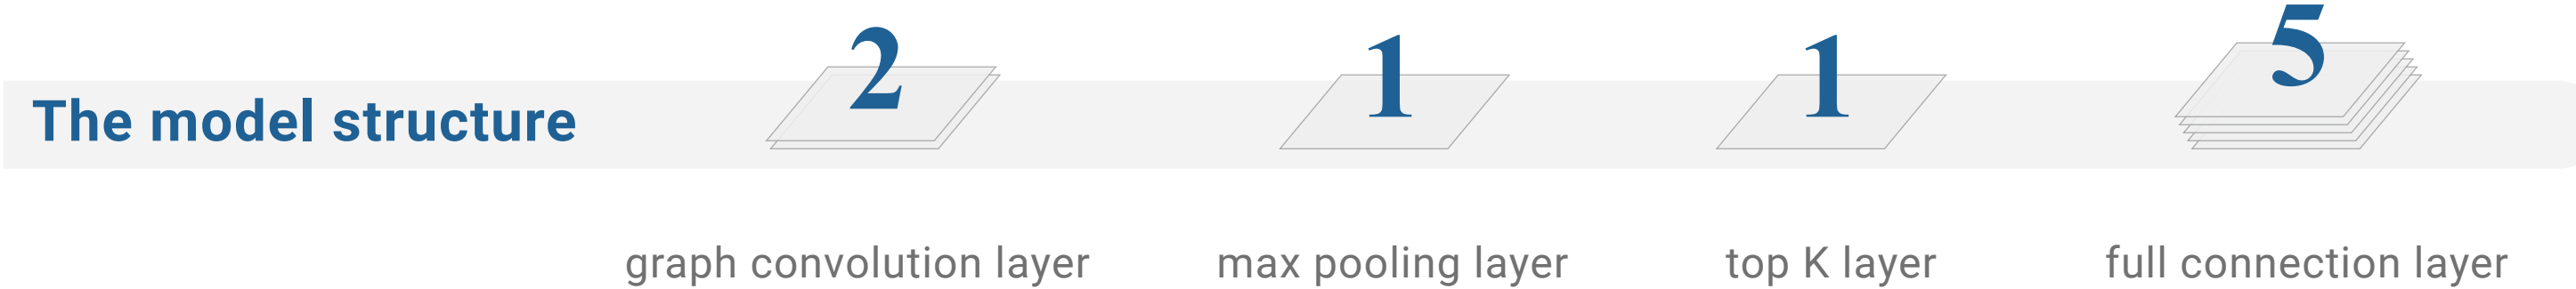 2 1 1 5
The model structure
graph convolution layer max pooling layer top K layer full connection layer